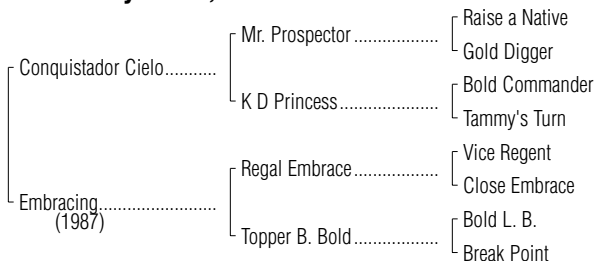 Raise a Native
Mr. Prospector ..................
Gold Digger
Conquistador Cielo...........
Bold Commander
K D Princess.....................
Tammy's Turn
Vice Regent
Regal Embrace ..................
Close Embrace
Embracing.........................
(1987)
Bold L. B.
Topper B. Bold ..................
Break Point